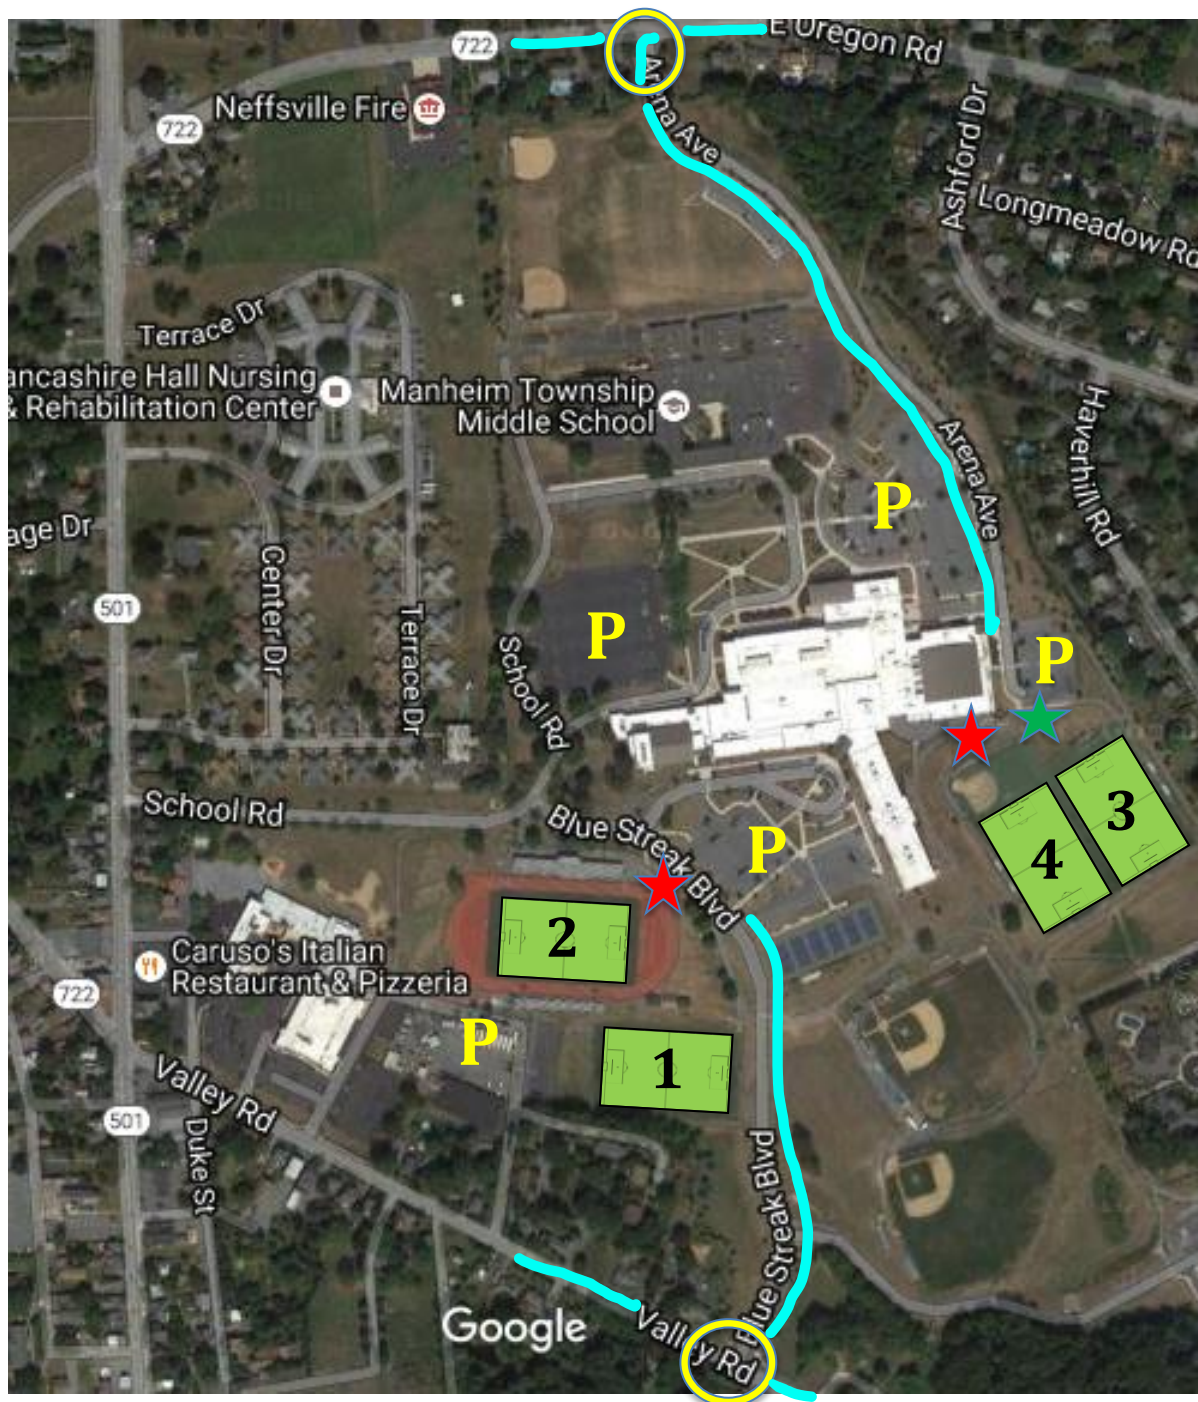 722
E Oregon Rd
Neffsville Fire
722
Arena Ave
Ashford Dr
Longmeadow Rd
Terrace Dr
ancashire Hall Nursing
& Rehabilitation Center
Manheim Township
Middle School
Haverhill Rd
Arena Ave
P
age Dr
Center Dr
501
Terrace Dr
P
School Rd
P
School Rd
Blue Streak Blvd
P
3
4
2
Caruso's Italian
Restaurant & Pizzeria
722
P
1
Valley Rd
501
Duke St
Blue Streak Blvd
Google
Valley Rd